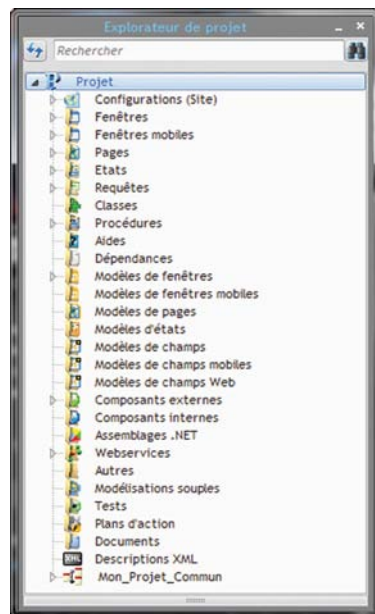 Explorateur de projet
Rechercher
Projet
Configurations (Site)
Fenêtres
Fenêtres mobiles
Pages
Etats
Requêtes
Classes
Procédures
Aides
Dépendances
Modèles de fenêtres
Modèles de fenêtres mobiles
Modèles de pages
Modèles d'états
Modèles de champs
Modèles de champs mobiles
Modèles de champs Web
Composants externes
Composants internes
Assemblages .NET
Webservices
Autres
Modélisations souples
Tests
Plans d'action
Documents
XML Descriptions XML
Mon_Projet_Commun